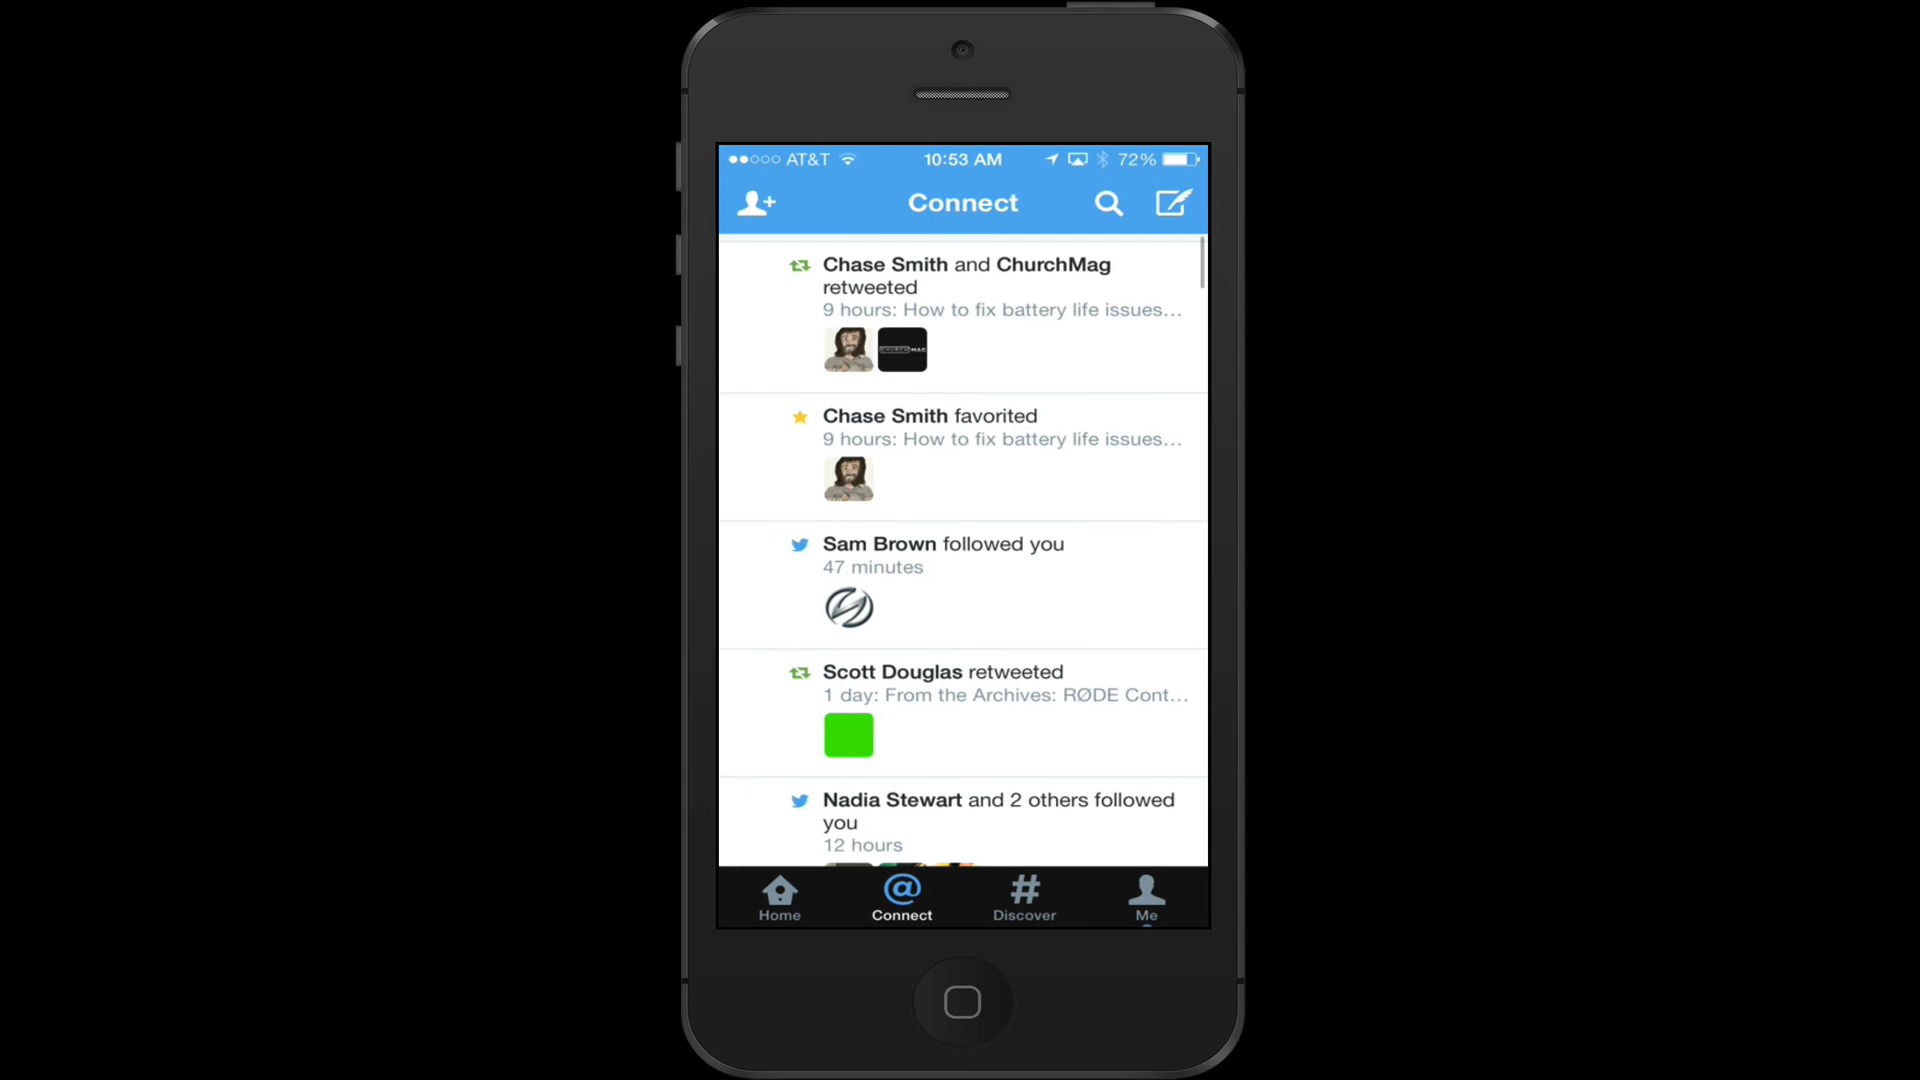 AT&T 10:53 AM 72%
Connect
Chase Smith and ChurchMag
retweeted
9 hours: How to fix battery life issues...
CHURCHMAG
Chase Smith favorited
9 hours: How to fix battery life issues...
Sam Brown followed you
47 minutes
Scott Douglas retweeted
1 day: From the Archives: RØDE Cont...
Nadia Stewart and 2 others followed
you
12 hours
Home Connect Discover Me